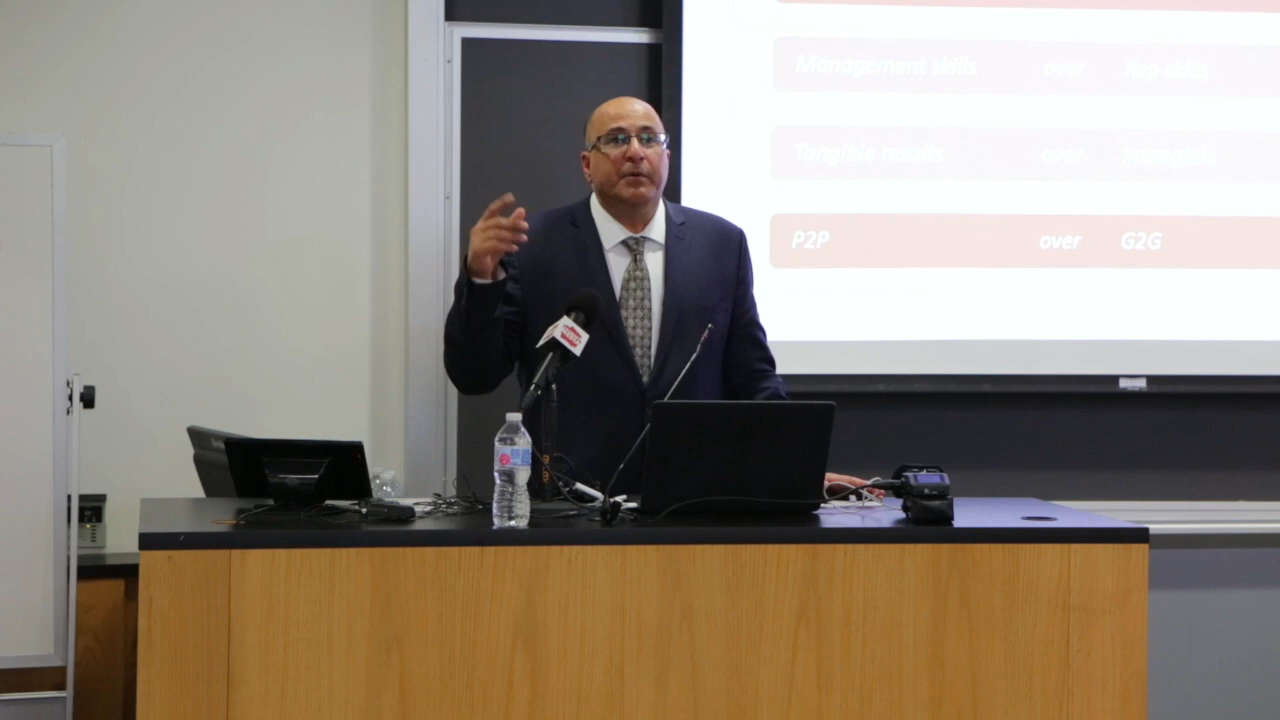 Management skills over Rep skills
Tangible results over Intangible
P2P over G2G